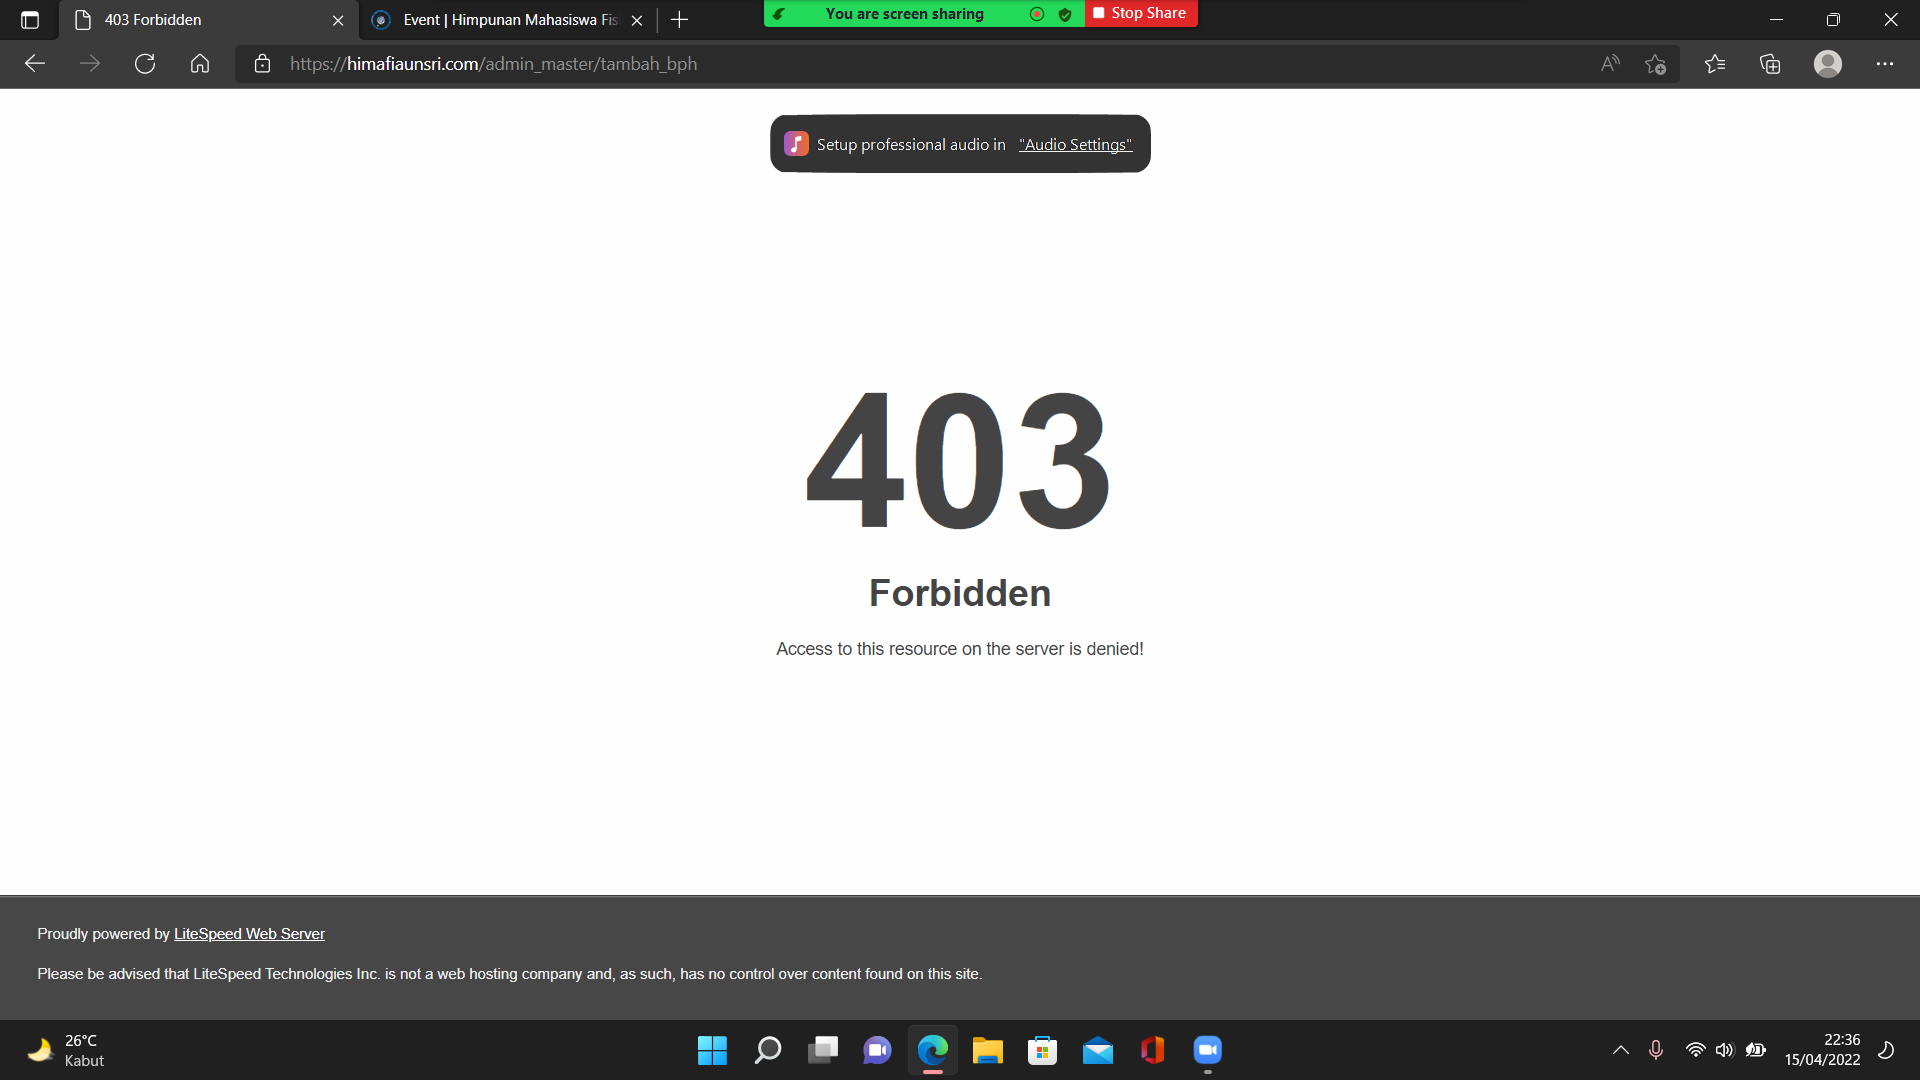 403 Forbidden
Event | Himpunan Mahasiswa Fis
You are screen sharing
Stop Share
https://himafiaunsri.com/admin_master/tambah_bph
Setup professional audio in "Audio Settings"
403
Forbidden
Access to this resource on the server is denied!
Proudly powered by LiteSpeed Web Server
Please be advised that LiteSpeed Technologies Inc. is not a web hosting company and, as such, has no control over content found on this site.
26°C
Kabut
22:36
15/04/2022